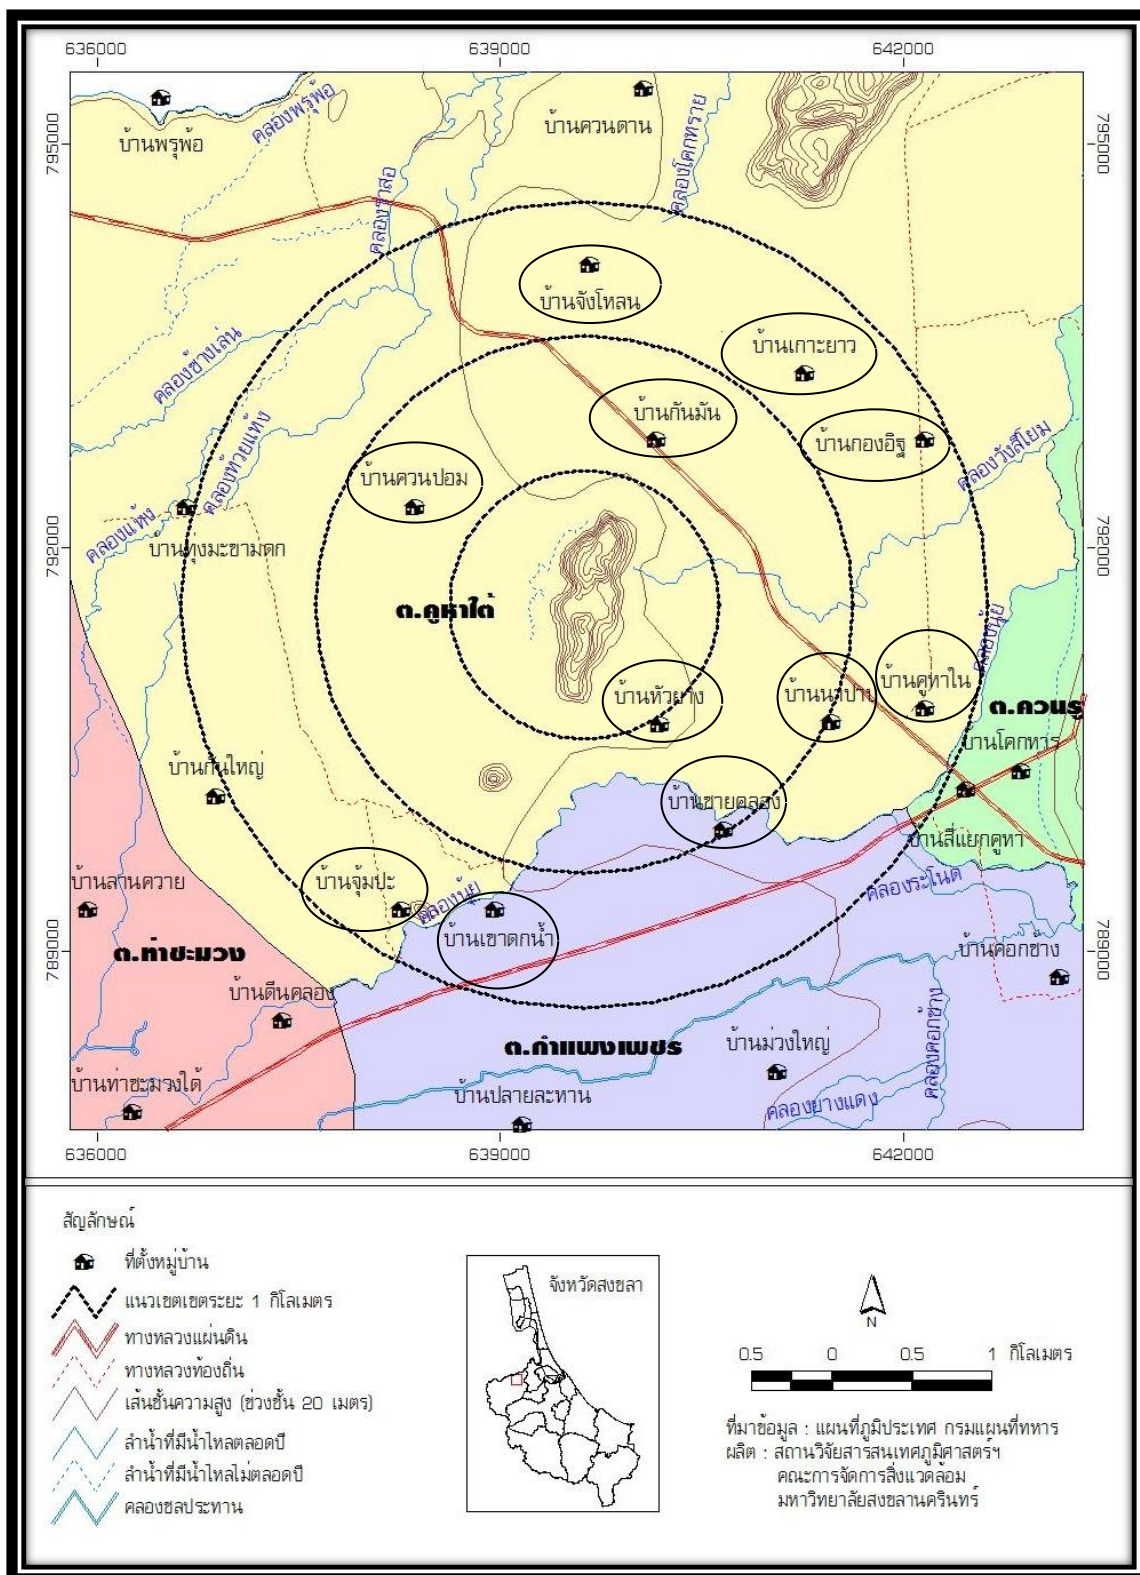 636000 639000 642000
795000
795000
บ้านพรุพ้อ
คลองพรุพ้อ
บ้านควนดาน
คลองโคกทราย
คลองรำสอ
บ้านจังโหลน
บ้านเกาะยาว
คลองช้างเล่น
บ้านกันมัน
บ้านกองอิฐ
คลองห้วยแห้ง
คลองวังสีโยม
บ้านควนปอม
คลองแห้ง
792000
792000
บ้านทุ่งมะขามตก
ต.คูหาใต้
คลองนุ้ย
บ้านหัวยาง
บ้านนาปาบ
บ้านคูหาใน
ต.ควนรู
บ้านโคกทาร
บ้านกันใหญ่
บ้านชายคลอง
บ้านสี่แยกคูหา
บ้านลานควาย
บ้านจุ้มปะ
คลองนุ้ย
คลองระโนด
789000
789000
ต.ท่าชะมวง
บ้านเขาตกน้ำ
บ้านคอกช้าง
บ้านตีนคลอง
ต.กำแพงเพชร
บ้านม่วงใหญ่
คลองคอกช้าง
บ้านท่าชะมวงใต้
บ้านปลายละหาน
คลองยางแดง
636000 639000 642000
สัญลักษณ์
ที่ตั้งหมู่บ้าน
แนวเขตเขตระยะ 1 กิโลเมตร
ทางหลวงแผ่นดิน
ทางหลวงท้องถิ่น
เส้นชั้นความสูง (ช่วงชั้น 20 เมตร)
ลำน้ำที่มีน้ำไหลตลอดปี
ลำน้ำที่มีน้ำไหลไม่ตลอดปี
คลองชลประทาน
จังหวัดสงขลา
N
0.5 0 0.5 1 กิโลเมตร
ที่มาข้อมูล : แผนที่ภูมิประเทศ กรมแผนที่ทหาร
ผลิต : สถานวิจัยสารสนเทศภูมิศาสตร์ฯ
คณะการจัดการสิ่งแวดล้อม
มหาวิทยาลัยสงขลานครินทร์